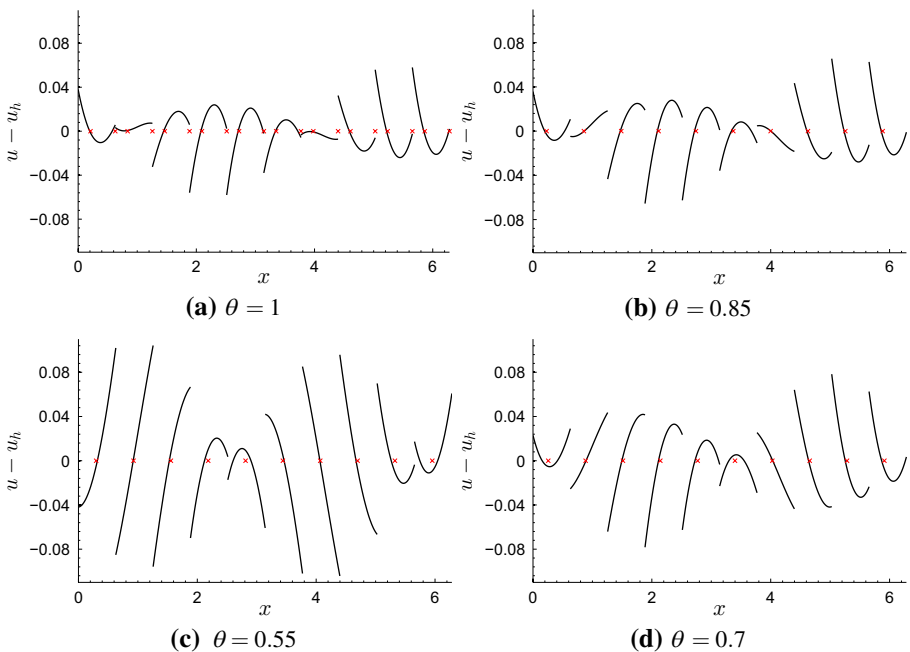 0.08
0.04
0
−0.04
−0.08
u − u_h
0 2 4 6
x
(a) θ = 1
0.08
0.04
0
−0.04
−0.08
u − u_h
0 2 4 6
x
(b) θ = 0.85
0.08
0.04
0
−0.04
−0.08
u − u_h
0 2 4 6
x
(c) θ = 0.55
0.08
0.04
0
−0.04
−0.08
u − u_h
0 2 4 6
x
(d) θ = 0.7